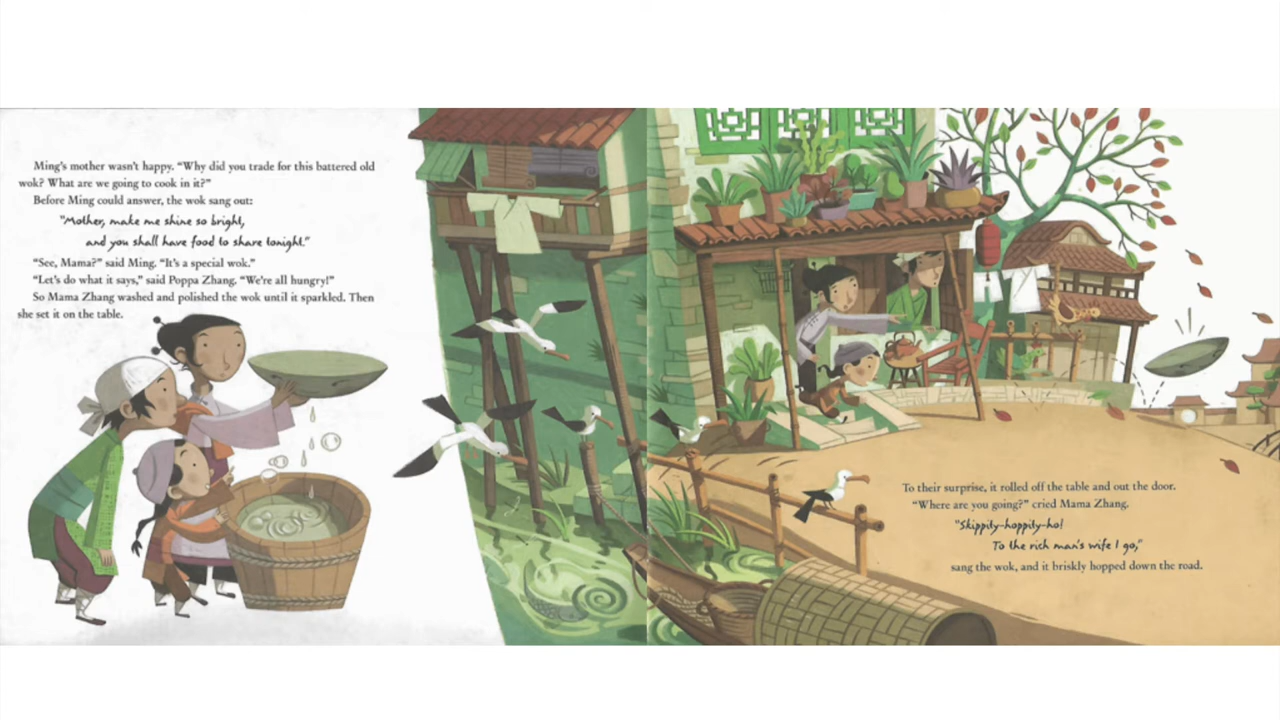 Ming's mother wasn't happy. "Why did you trade for this battered old
wok? What are we going to cook in it?"
Before Ming could answer, the wok sang out:
"Mother, make me shine so bright,
and you shall have food to share tonight."
"See, Mama?" said Ming. "It's a special wok."
"Let's do what it says," said Poppa Zhang. "We're all hungry!"
So Mama Zhang washed and polished the wok until it sparkled. Then
she set it on the table.
To their surprise, it rolled off the table and out the door.
"Where are you going?" cried Mama Zhang.
"Skippity-hoppity-ho!
To the rich man's wife I go,"
sang the wok, and it briskly hopped down the road.